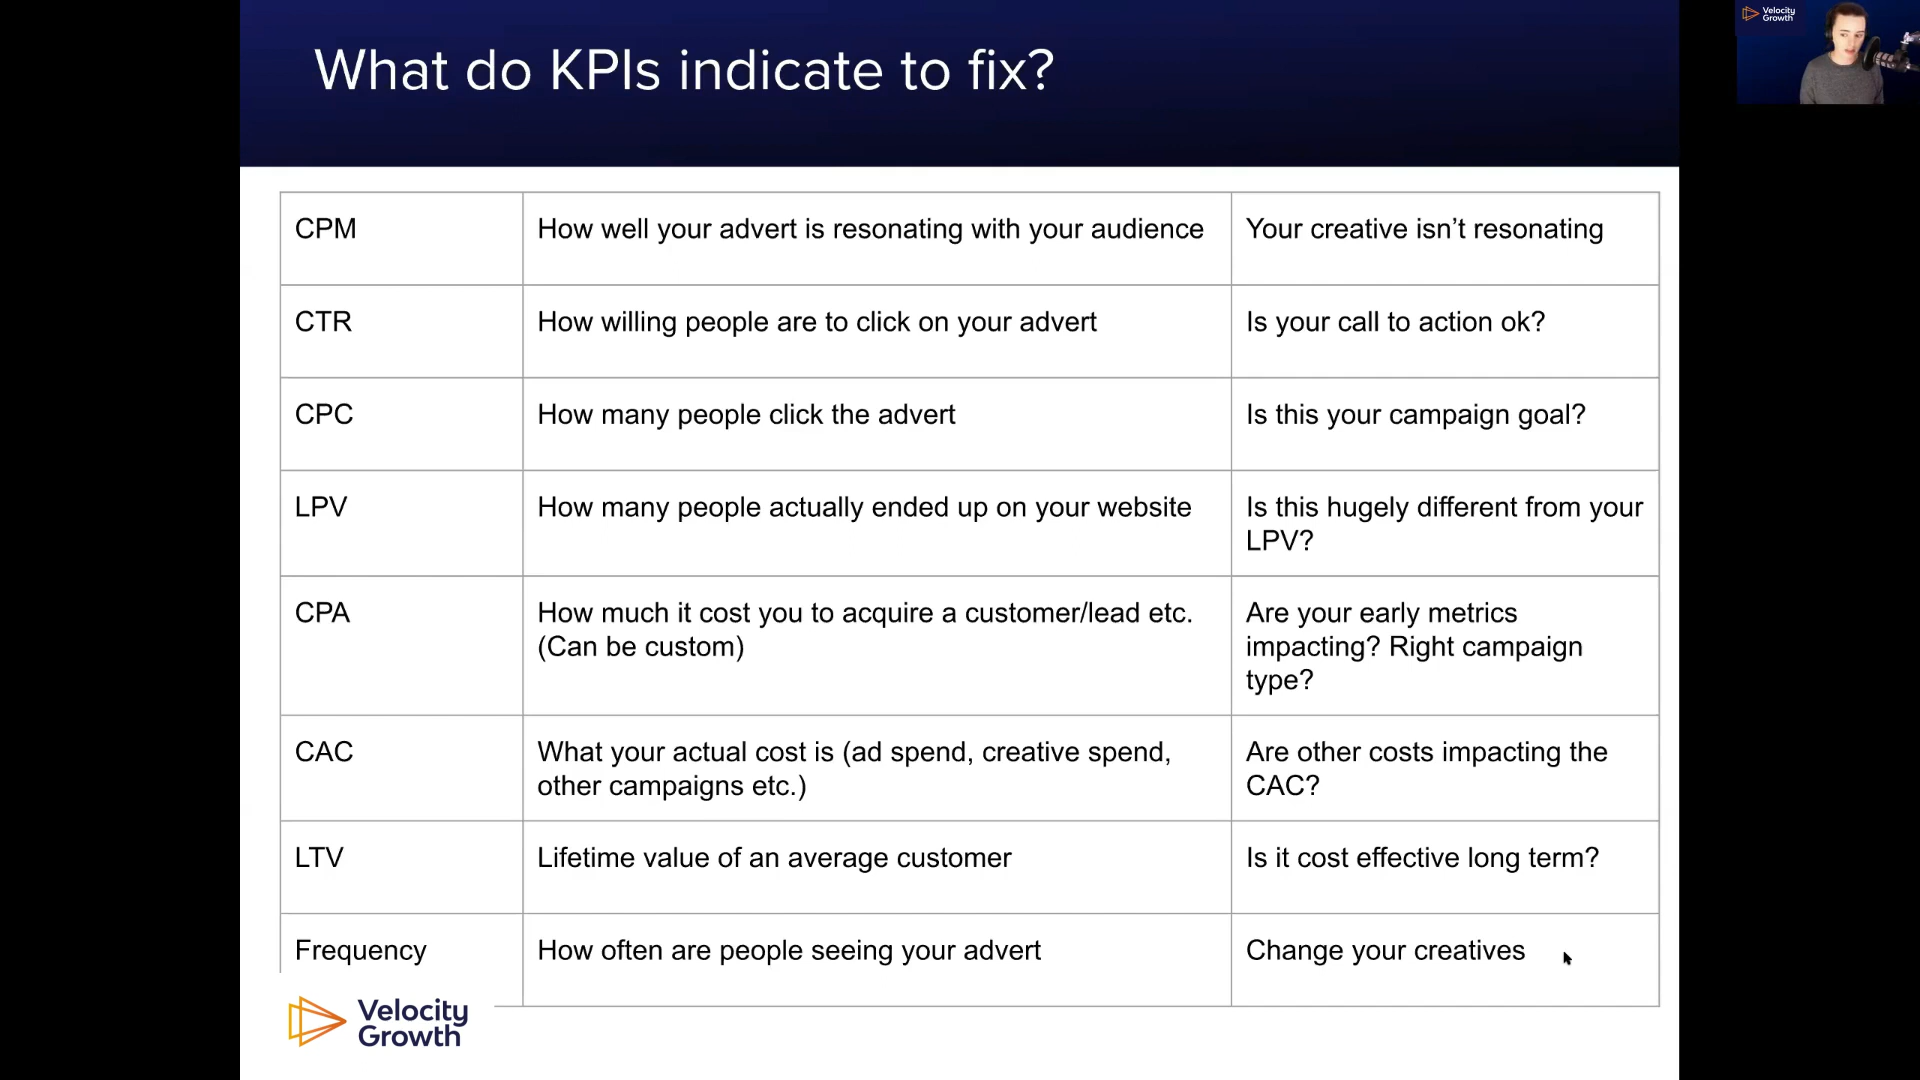 What do KPIs indicate to fix?
Velocity
Growth
CPM
How well your advert is resonating with your audience
Your creative isn’t resonating
CTR
How willing people are to click on your advert
Is your call to action ok?
CPC
How many people click the advert
Is this your campaign goal?
LPV
How many people actually ended up on your website
Is this hugely different from your
LPV?
CPA
How much it cost you to acquire a customer/lead etc.
(Can be custom)
Are your early metrics
impacting? Right campaign
type?
CAC
What your actual cost is (ad spend, creative spend,
other campaigns etc.)
Are other costs impacting the
CAC?
LTV
Lifetime value of an average customer
Is it cost effective long term?
Frequency
How often are people seeing your advert
Change your creatives
Velocity
Growth